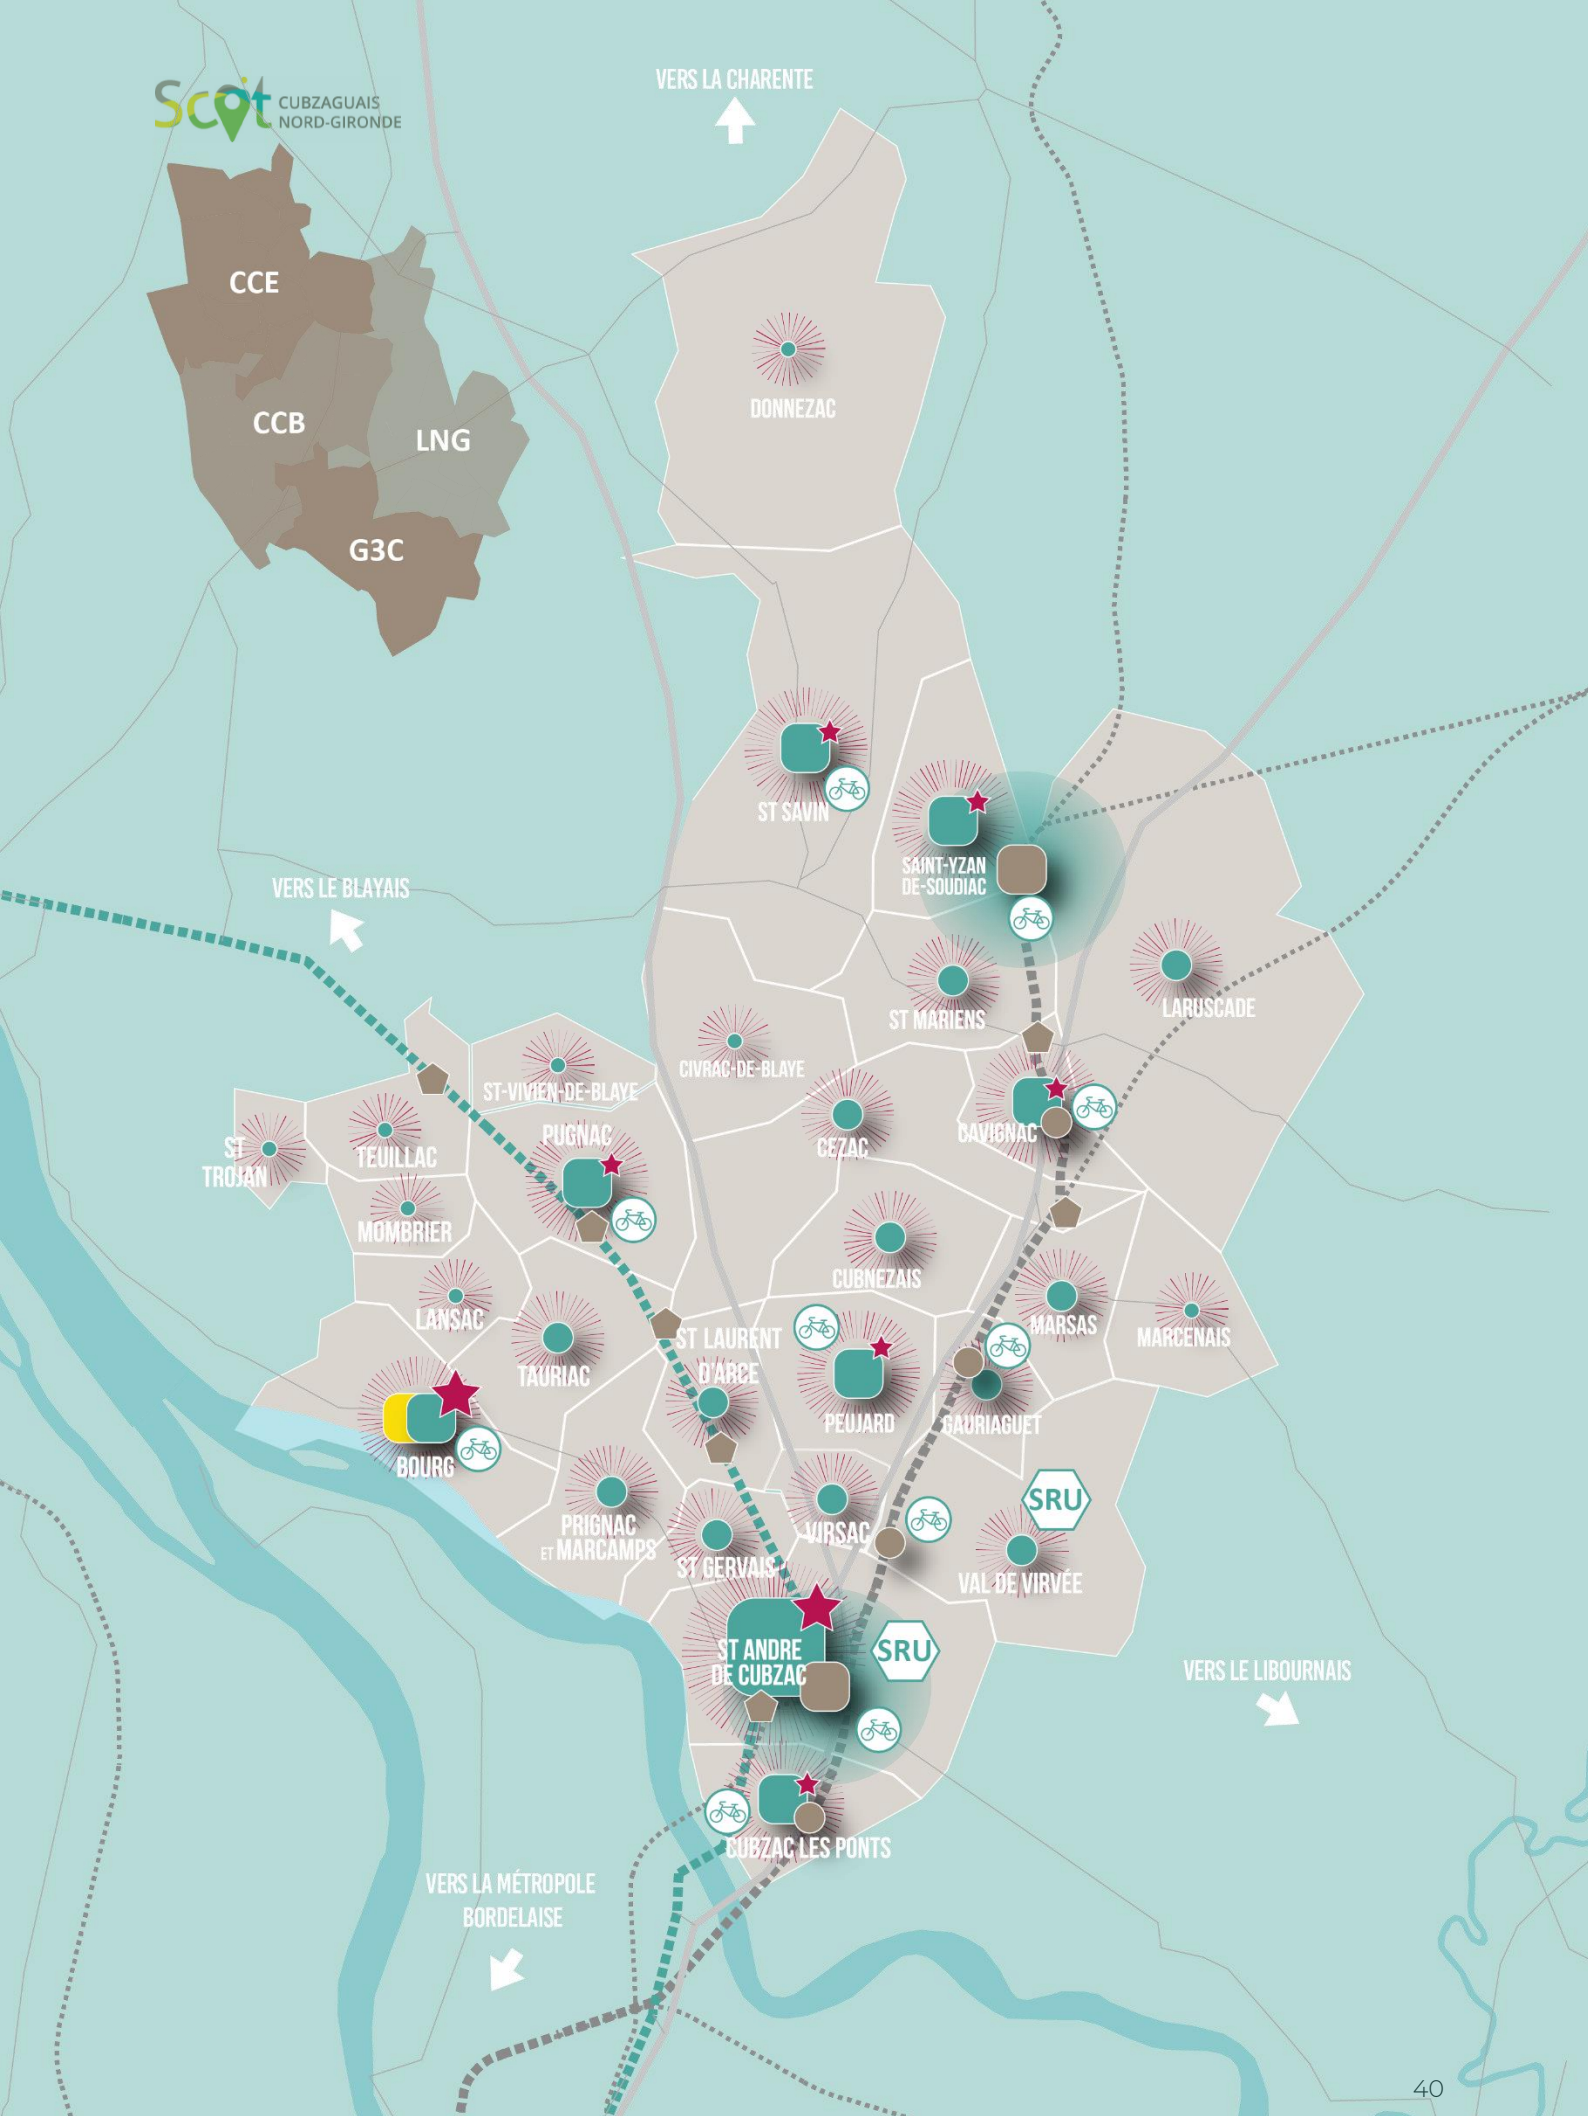 VERS LA CHARENTE
Scot
CUBZAGUAIS
NORD-GIRONDE
CCE
CCB
LNG
G3C
DONNEZAC
ST SAVIN
SAINT-YZAN
DE-SOUDIAC
VERS LE BLAYAIS
LARUSCADE
ST MARIENS
CIVRAC-DE-BLAYE
ST-VIVIEN-DE-BLAYE
PUGNAC
CAVIGNAC
CEZAC
ST
TROJAN
TEUILLAC
MOMBRIER
CUBNEZAIS
LANSAC
MARSAS
MARCENAIS
ST LAURENT
D'ARCE
TAURIAC
PEUJARD
GAURIAGUET
BOURG
SRU
PRIGNAC
ET MARCAMPS
VIRSAC
ST GERVAIS
VAL DE VIRVÉE
ST ANDRE
DE CUBZAC
SRU
VERS LE LIBOURNAIS
CUBZAC LES PONTS
VERS LA MÉTROPOLE
BORDELAISE
40